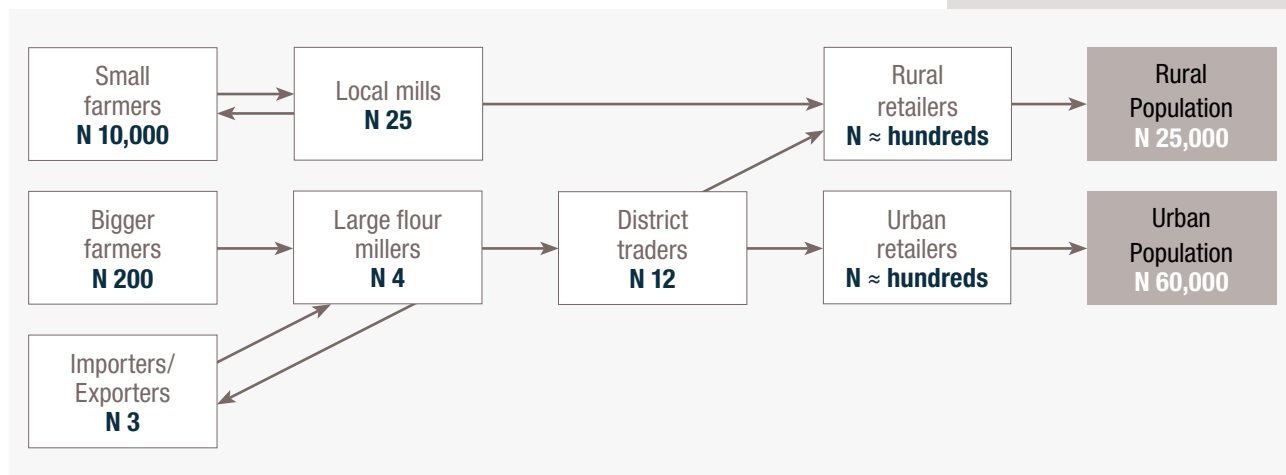 Small
farmers
N 10,000
Local mills
N 25
Rural
retailers
N ≈ hundreds
Rural
Population
N 25,000
Bigger
farmers
N 200
Large flour
millers
N 4
District
traders
N 12
Urban
retailers
N ≈ hundreds
Urban
Population
N 60,000
Importers/
Exporters
N 3